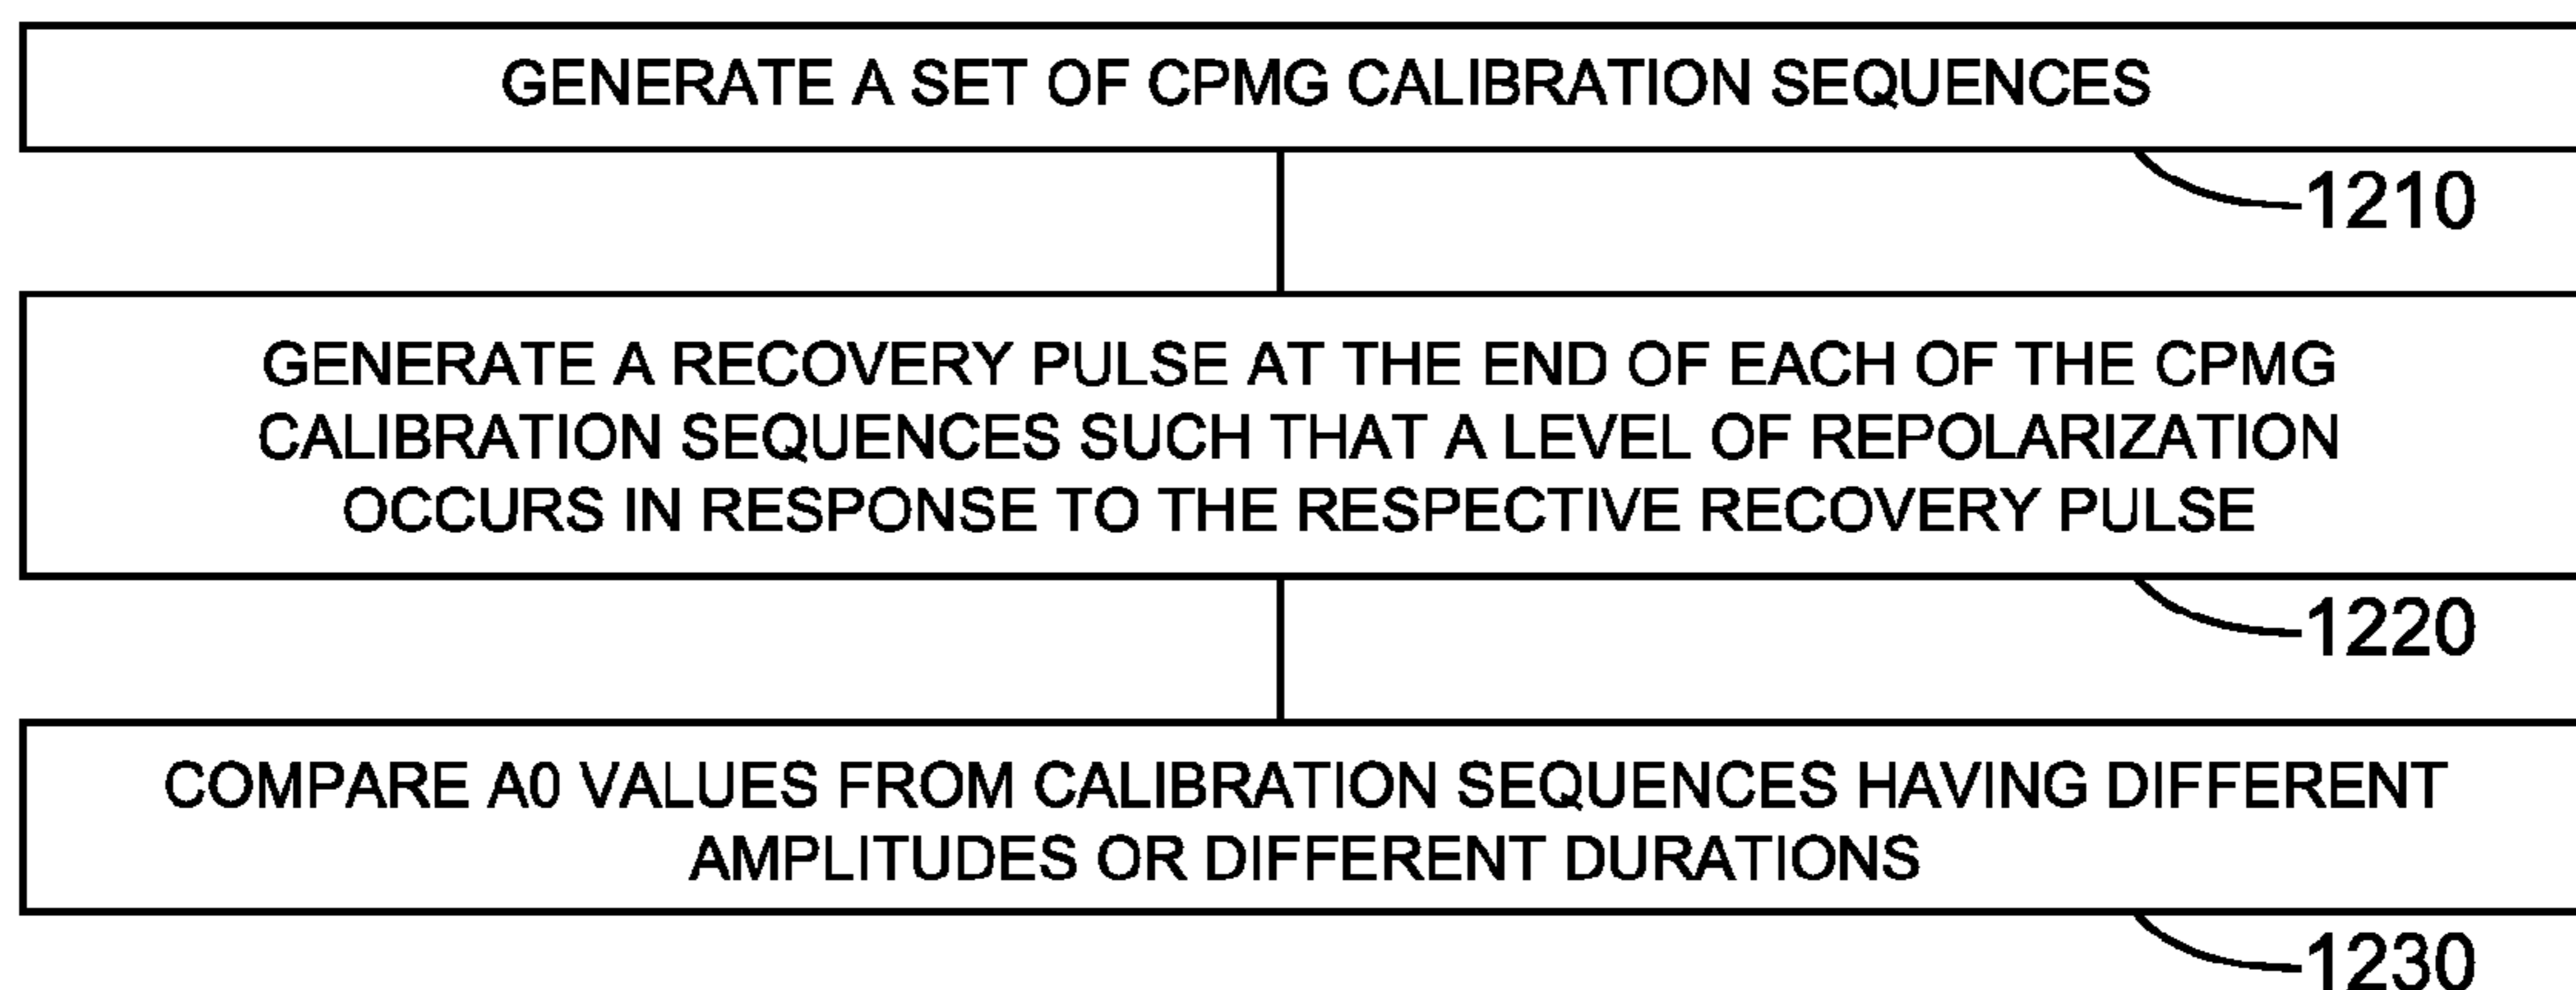 GENERATE A SET OF CPMG CALIBRATION SEQUENCES
1210
GENERATE A RECOVERY PULSE AT THE END OF EACH OF THE CPMG
CALIBRATION SEQUENCES SUCH THAT A LEVEL OF REPOLARIZATION
OCCURS IN RESPONSE TO THE RESPECTIVE RECOVERY PULSE
1220
COMPARE A0 VALUES FROM CALIBRATION SEQUENCES HAVING DIFFERENT
AMPLITUDES OR DIFFERENT DURATIONS
1230